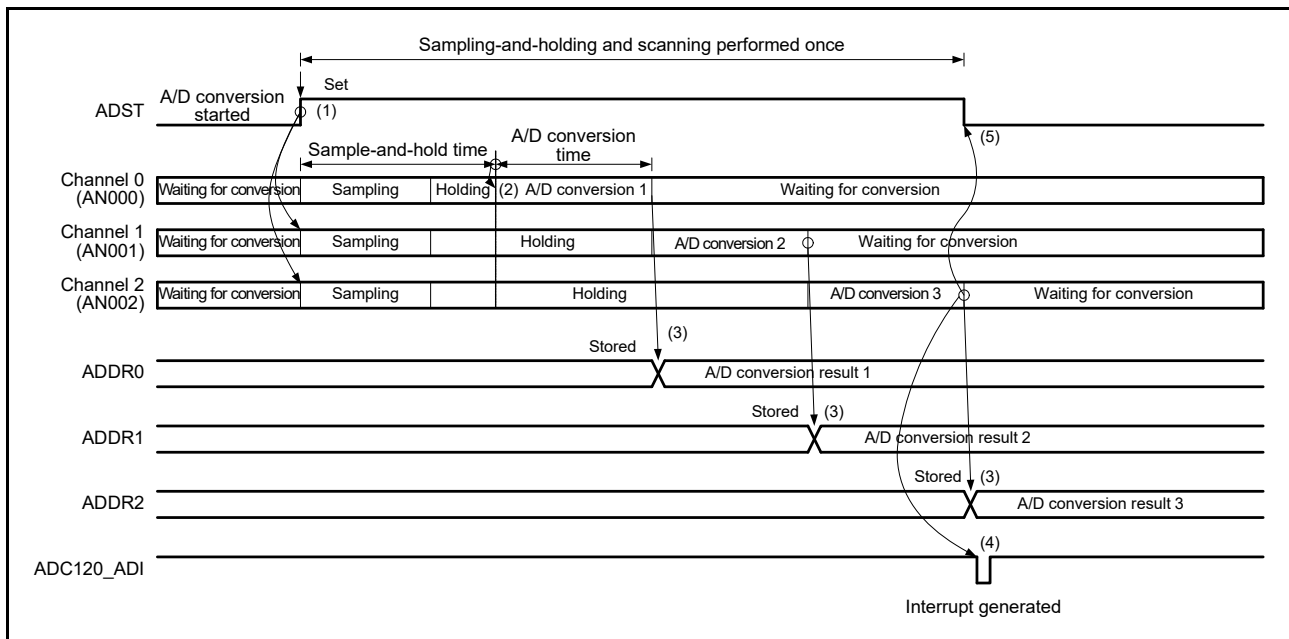 Sampling-and-holding and scanning performed once
Set
ADST
A/D conversion
started
(1)
(5)
Sample-and-hold time
A/D conversion
time
Channel 0
(AN000)
Waiting for conversion
Sampling
Holding
(2)
A/D conversion 1
Waiting for conversion
Channel 1
(AN001)
Waiting for conversion
Sampling
Holding
A/D conversion 2
Waiting for conversion
Channel 2
(AN002)
Waiting for conversion
Sampling
Holding
A/D conversion 3
Waiting for conversion
Stored
(3)
ADDR0
A/D conversion result 1
Stored
(3)
ADDR1
A/D conversion result 2
Stored
(3)
ADDR2
A/D conversion result 3
(4)
ADC120_ADI
Interrupt generated